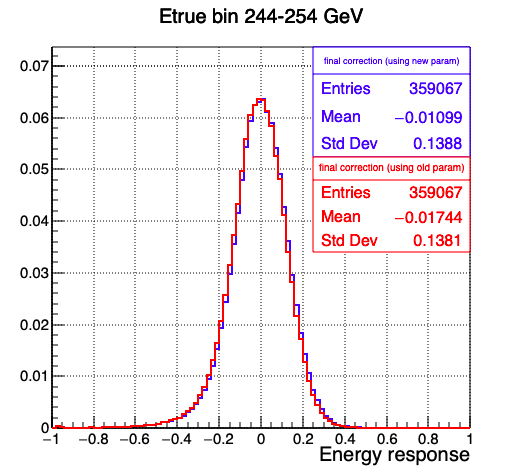 Etrue bin 244-254 GeV
final correction (using new param)
Entries 359067
Mean −0.01099
Std Dev 0.1388
final correction (using old param)
Entries 359067
Mean −0.01744
Std Dev 0.1381
0.07
0.06
0.05
0.04
0.03
0.02
0.01
0
−1 −0.8 −0.6 −0.4 −0.2 0 0.2 0.4 0.6 0.8 1
Energy response